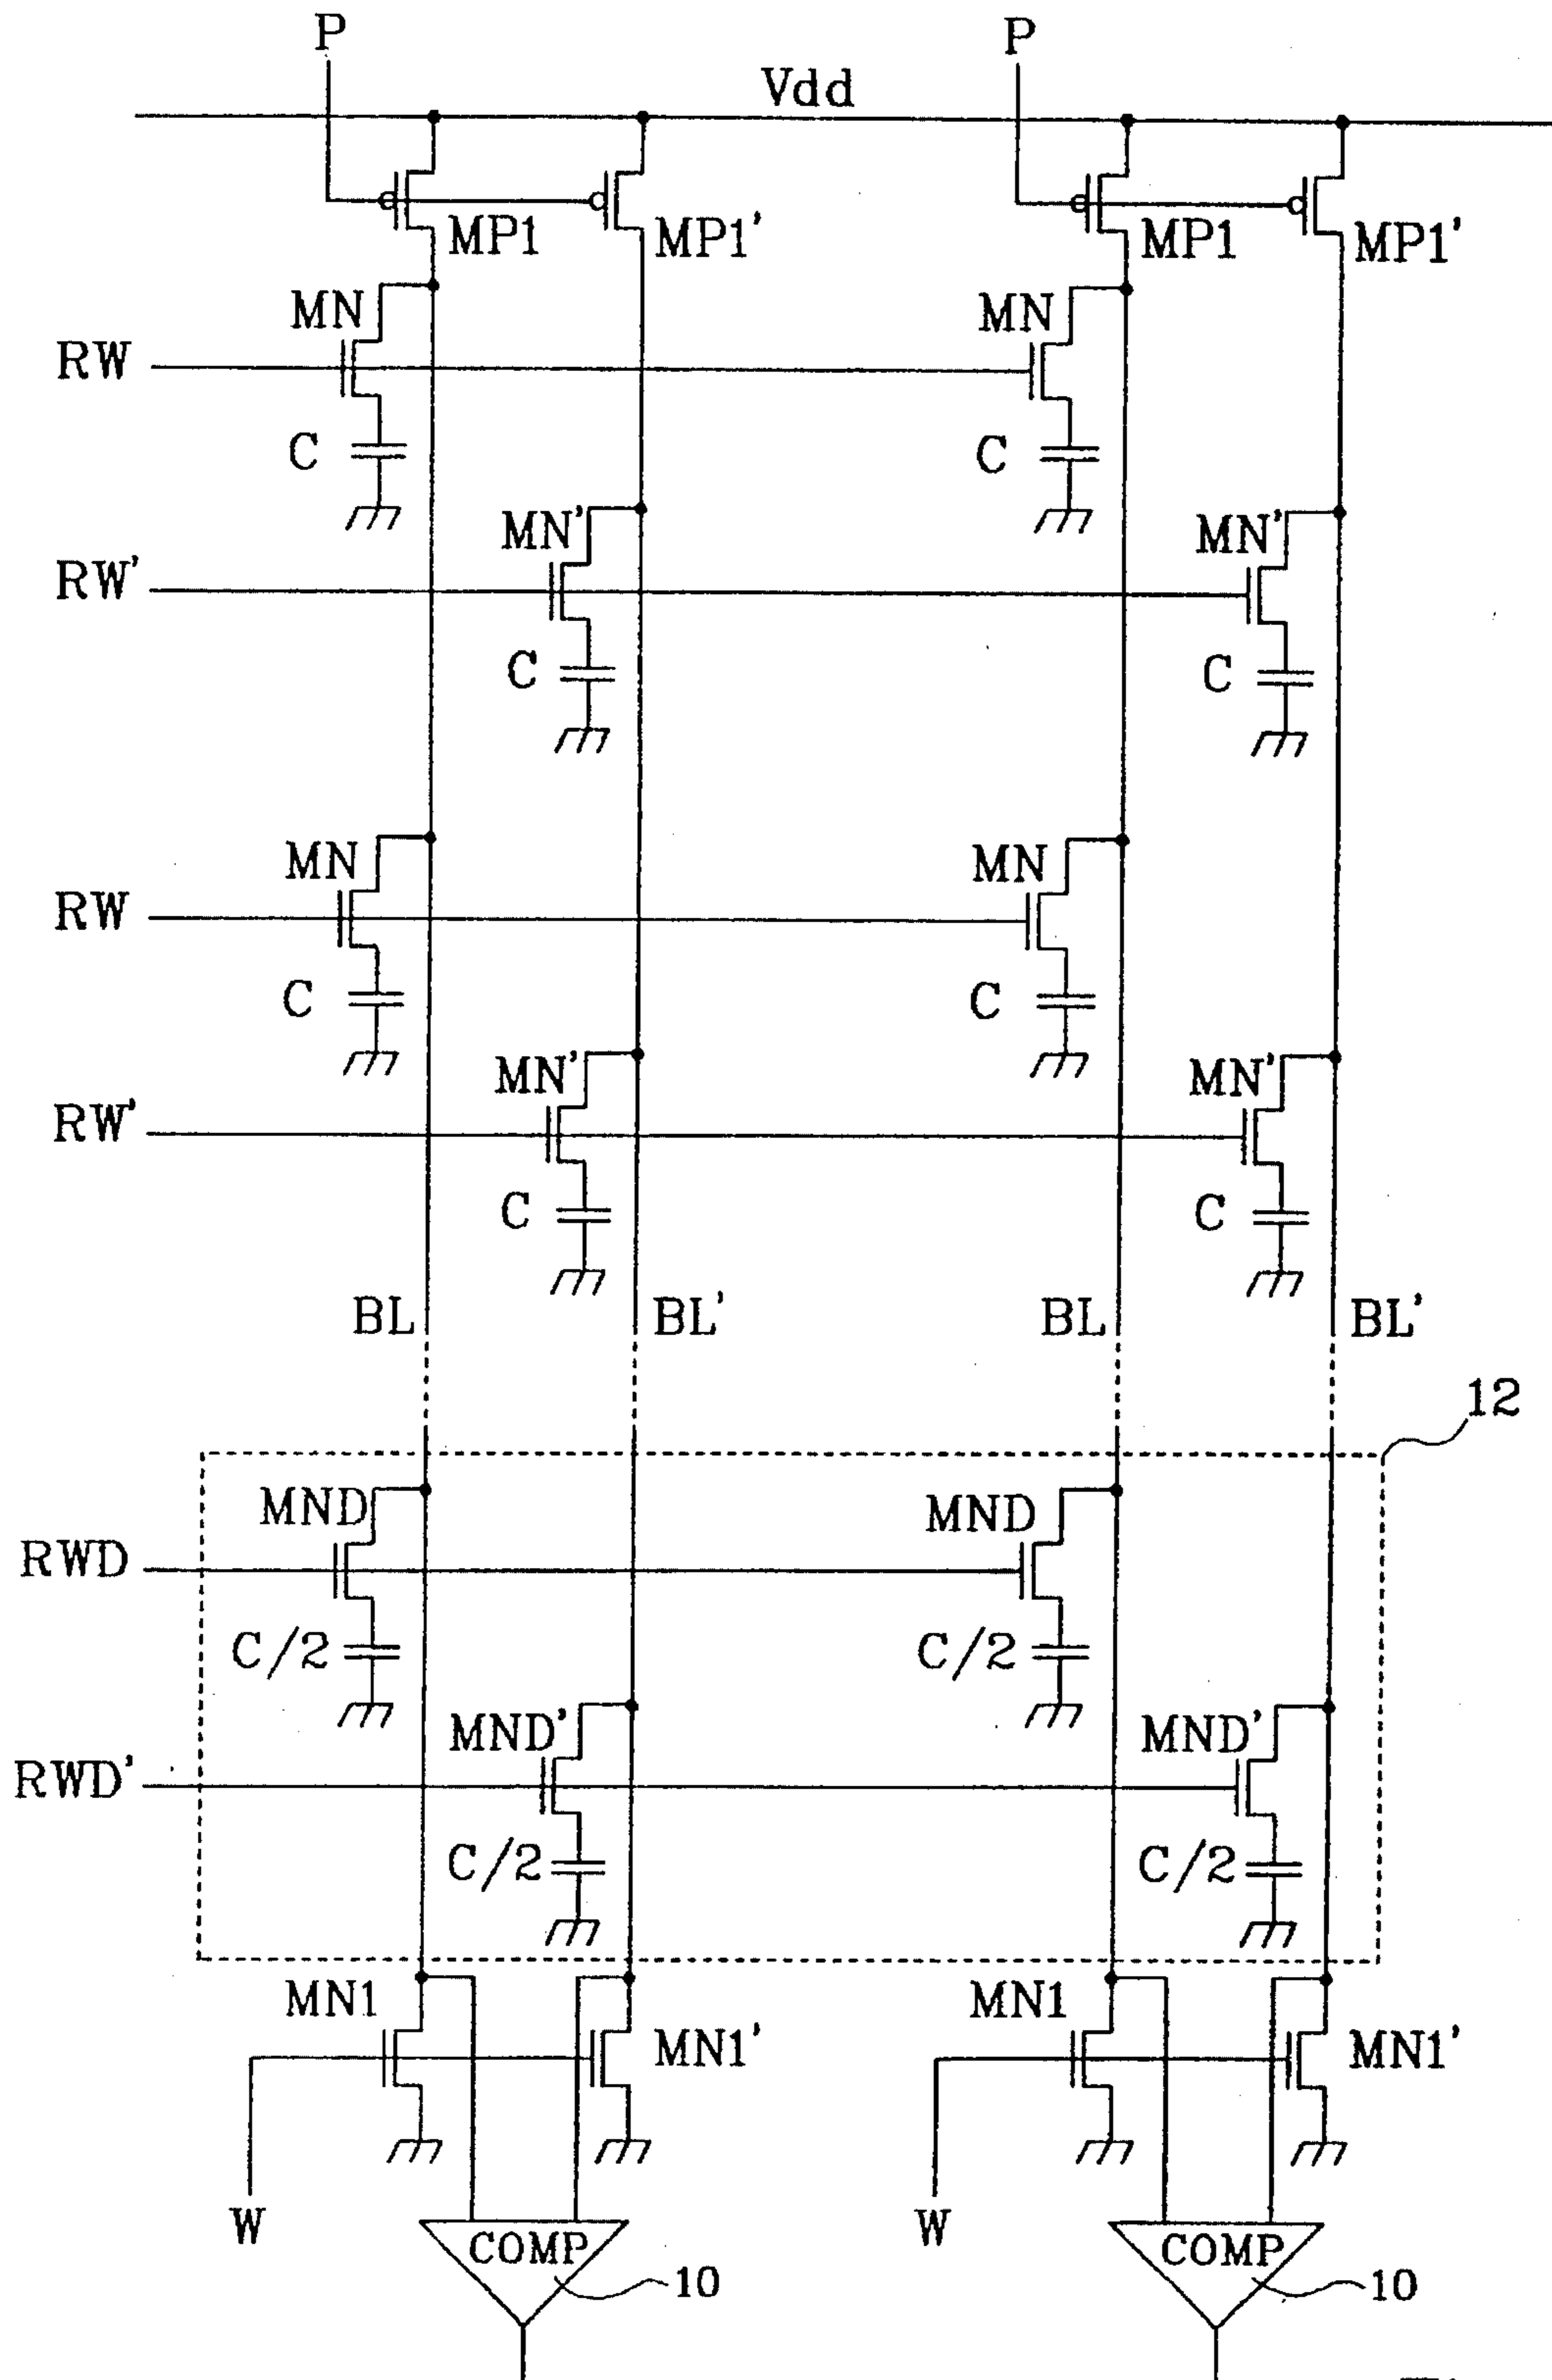 P P
Vdd
MP1 MP1' MP1 MP1'
MN MN
RW
C C
MN' MN'
RW'
C C
MN MN
RW
C C
MN' MN'
RW'
C C
BL BL' BL BL'
12
MND MND
RWD
C/2 C/2
MND' MND'
RWD'
C/2 C/2
MN1 MN1
MN1' MN1'
W W
COMP COMP
10 10